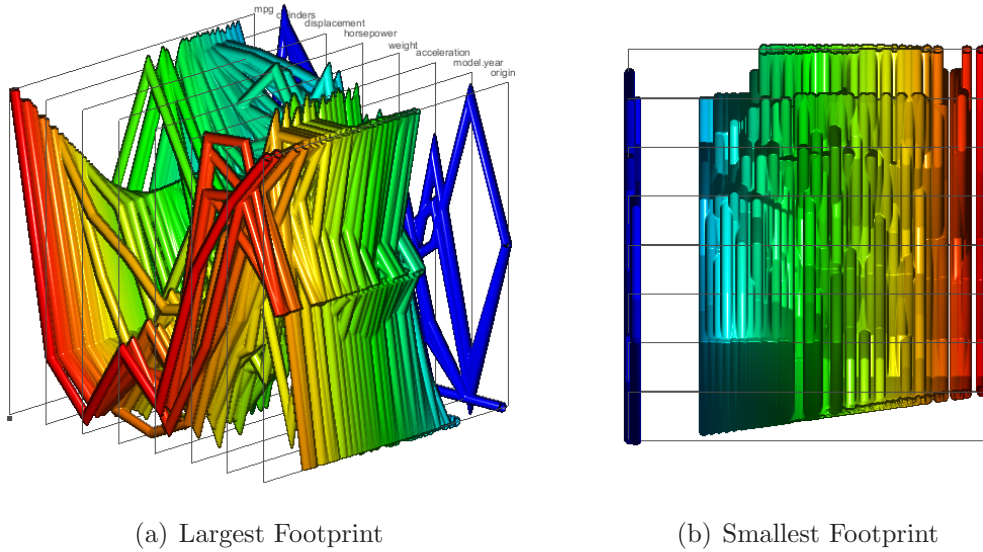 mpg
cylinders
displacement
horsepower
weight
acceleration
model.year
origin
(a) Largest Footprint
(b) Smallest Footprint